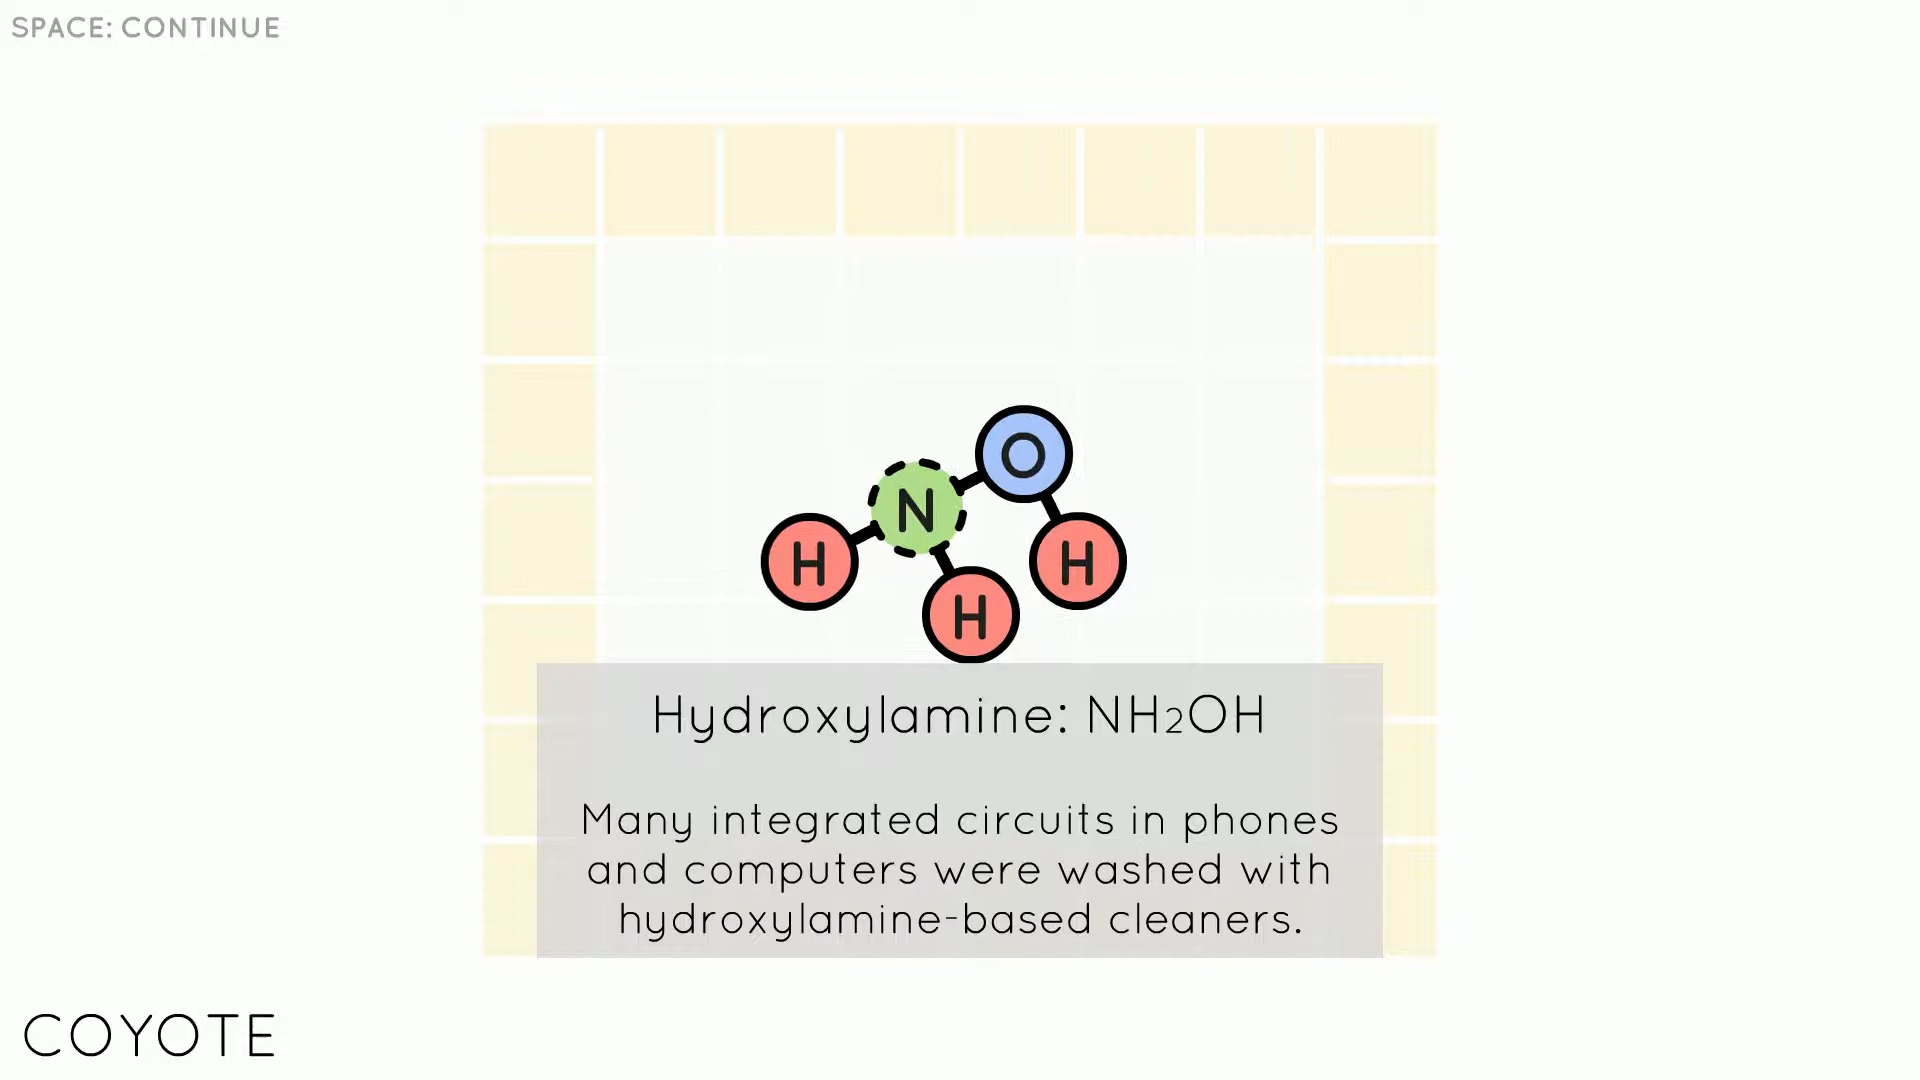 SPACE: CONTINUE
O
N
H
H
H
Hydroxylamine: NH₂OH
Many integrated circuits in phones
and computers were washed with
hydroxylamine-based cleaners.
COYOTE